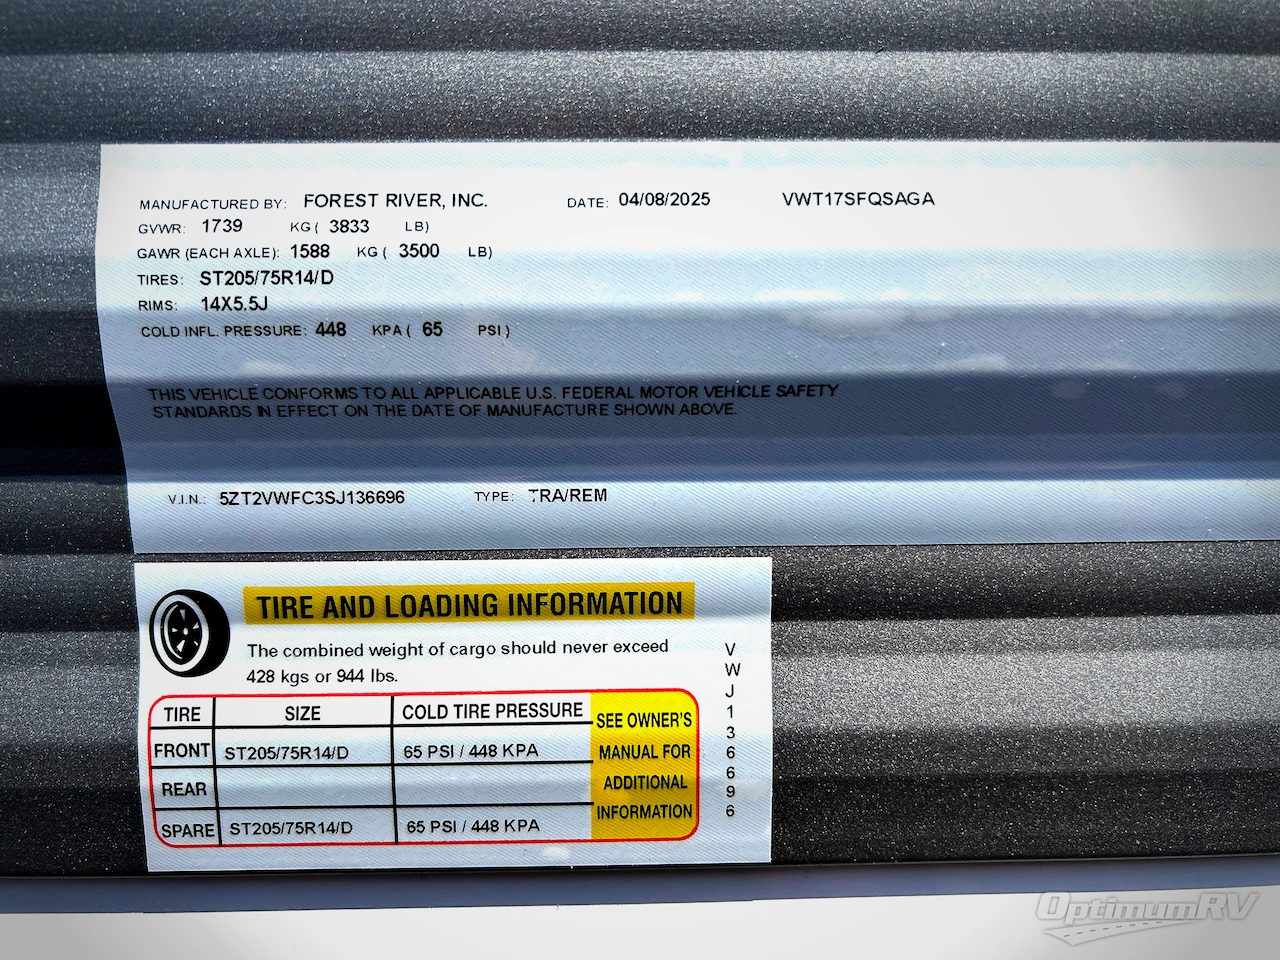 MANUFACTURED BY: FOREST RIVER, INC. DATE: 04/08/2025 VWT17SFQSAGA
GVWR: 1739 KG ( 3833 LB)
GAWR (EACH AXLE): 1588 KG ( 3500 LB)
TIRES: ST205/75R14/D
RIMS: 14X5.5J
COLD INFL. PRESSURE: 448 KPA ( 65 PSI )
THIS VEHICLE CONFORMS TO ALL APPLICABLE U.S. FEDERAL MOTOR VEHICLE SAFETY
STANDARDS IN EFFECT ON THE DATE OF MANUFACTURE SHOWN ABOVE.
V.I.N.: 5ZT2VWFC3SJ136696 TYPE: TRA/REM
TIRE AND LOADING INFORMATION
The combined weight of cargo should never exceed
428 kgs or 944 lbs.
TIRE SIZE COLD TIRE PRESSURE
FRONT ST205/75R14/D 65 PSI / 448 KPA
REAR
SPARE ST205/75R14/D 65 PSI / 448 KPA
SEE OWNER'S
MANUAL FOR
ADDITIONAL
INFORMATION
V
W
J
1
3
6
6
9
6
OptimumRV